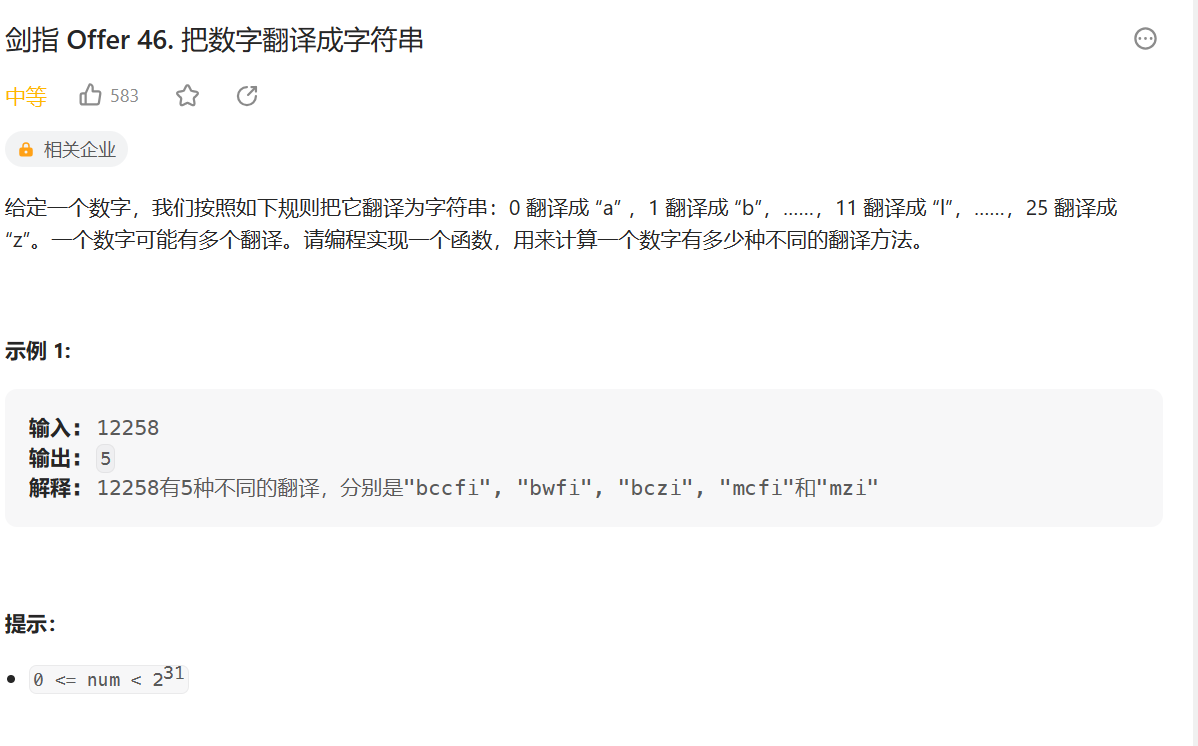 剑指 Offer 46. 把数字翻译成字符串
中等 583
相关企业
给定一个数字，我们按照如下规则把它翻译为字符串：0 翻译成 “a” ，1 翻译成 “b”，……，11 翻译成 “l”，……，25 翻译成
“z”。一个数字可能有多个翻译。请编程实现一个函数，用来计算一个数字有多少种不同的翻译方法。
示例 1:
输入: 12258
输出: 5
解释: 12258有5种不同的翻译，分别是"bccfi", "bwfi", "bczi", "mcfi"和"mzi"
提示：
0 <= num < 2³¹